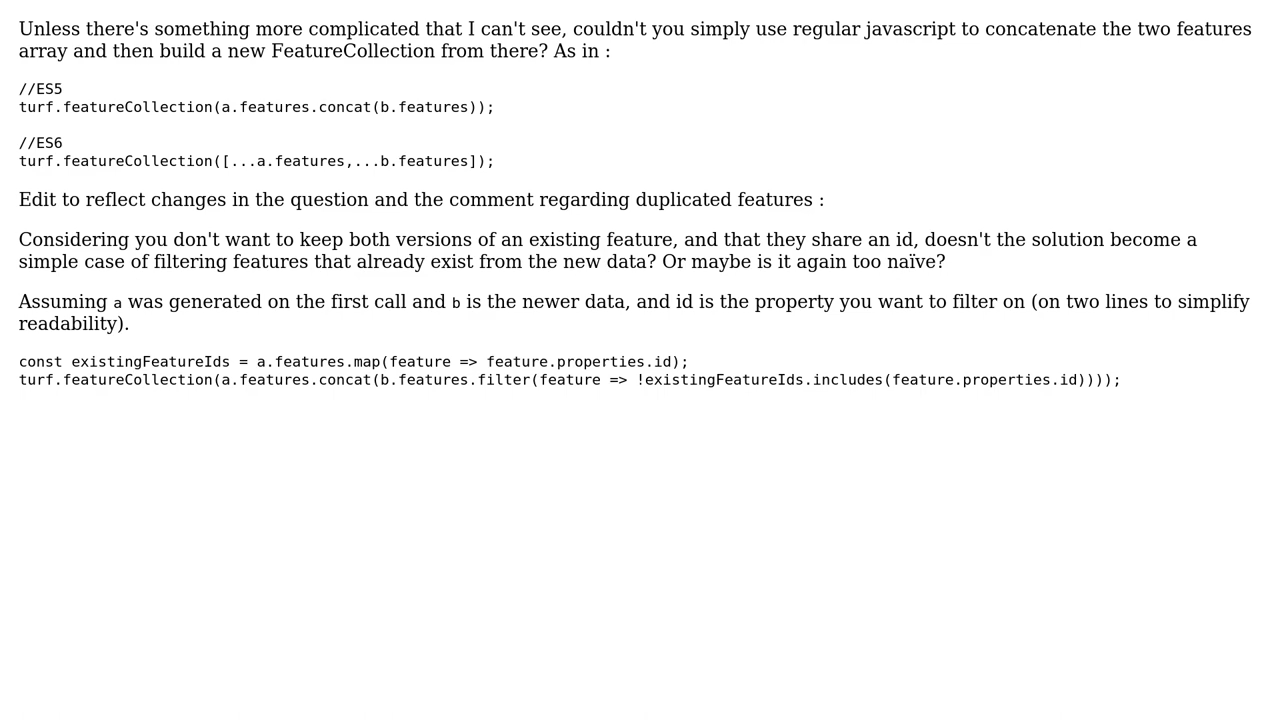 Unless there's something more complicated that I can't see, couldn't you simply use regular javascript to concatenate the two features
array and then build a new FeatureCollection from there? As in :
//ES5
turf.featureCollection(a.features.concat(b.features));
//ES6
turf.featureCollection([...a.features,...b.features]);
Edit to reflect changes in the question and the comment regarding duplicated features :
Considering you don't want to keep both versions of an existing feature, and that they share an id, doesn't the solution become a
simple case of filtering features that already exist from the new data? Or maybe is it again too naïve?
Assuming a was generated on the first call and b is the newer data, and id is the property you want to filter on (on two lines to simplify
readability).
const existingFeatureIds = a.features.map(feature => feature.properties.id);
turf.featureCollection(a.features.concat(b.features.filter(feature => !existingFeatureIds.includes(feature.properties.id))));